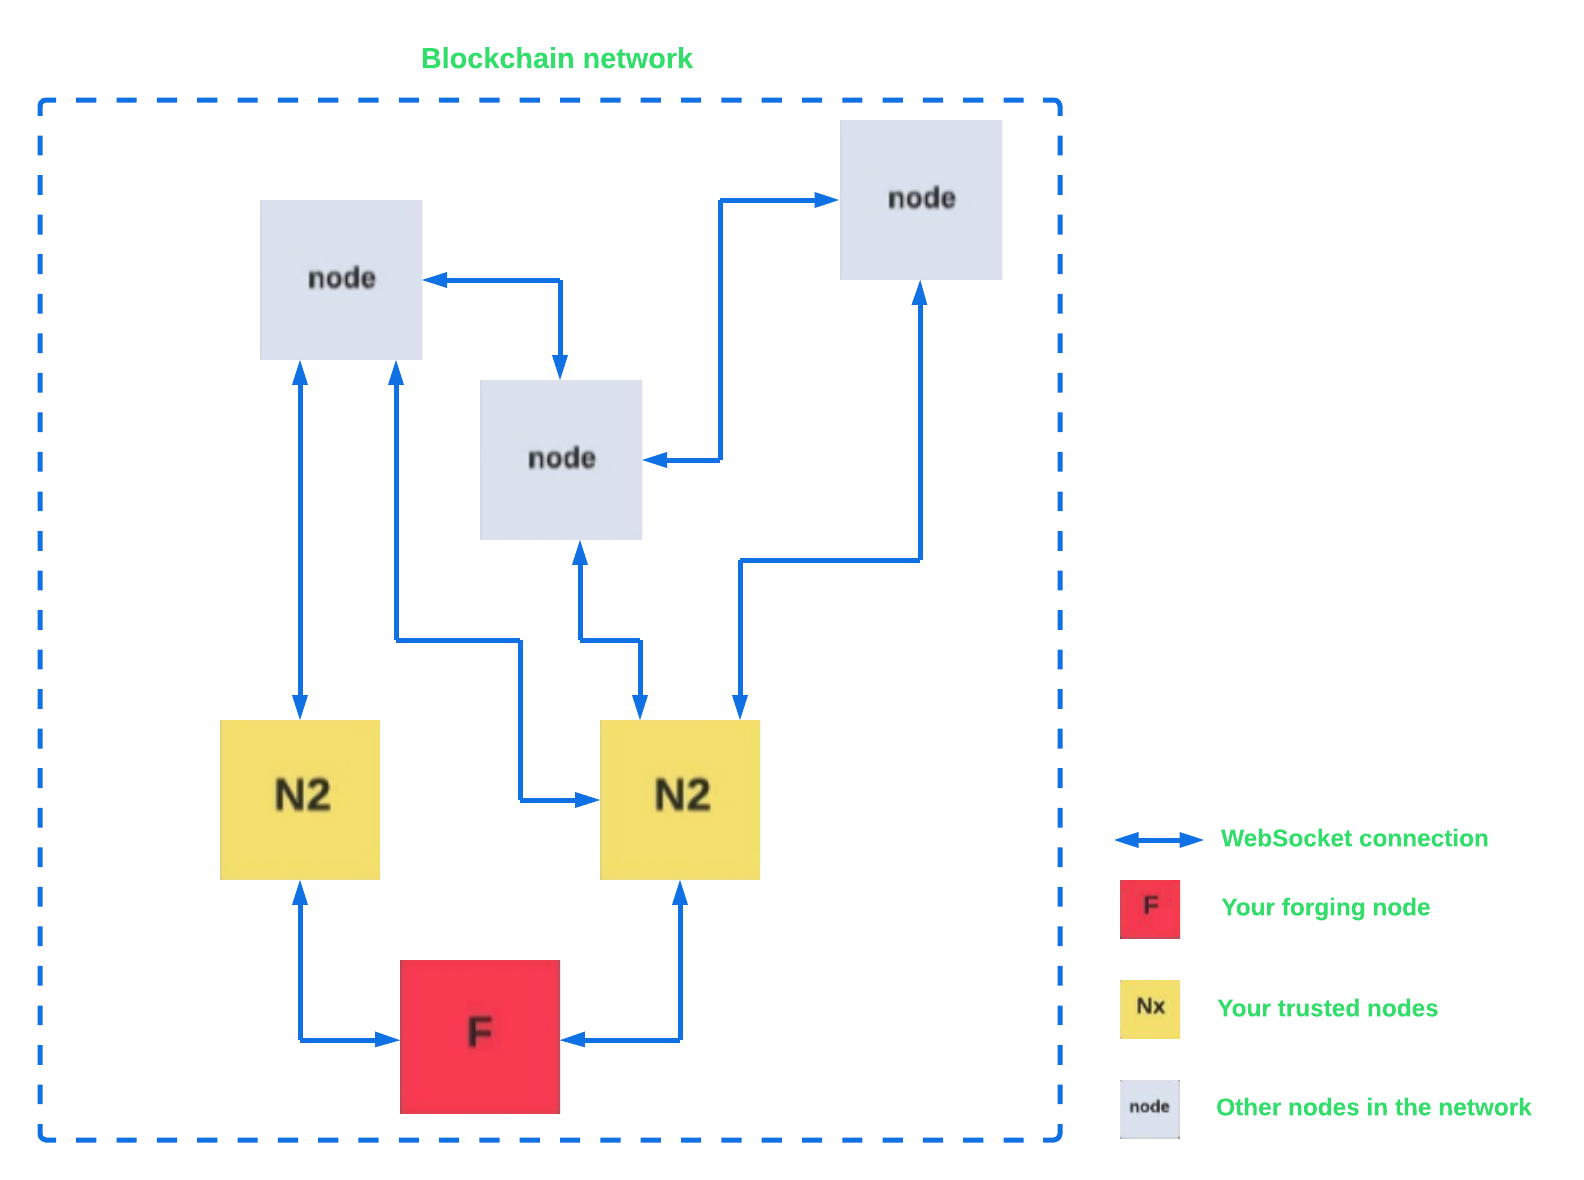 Blockchain network
node
node
node
N2
N2
F
WebSocket connection
F
Your forging node
Nx
Your trusted nodes
node
Other nodes in the network